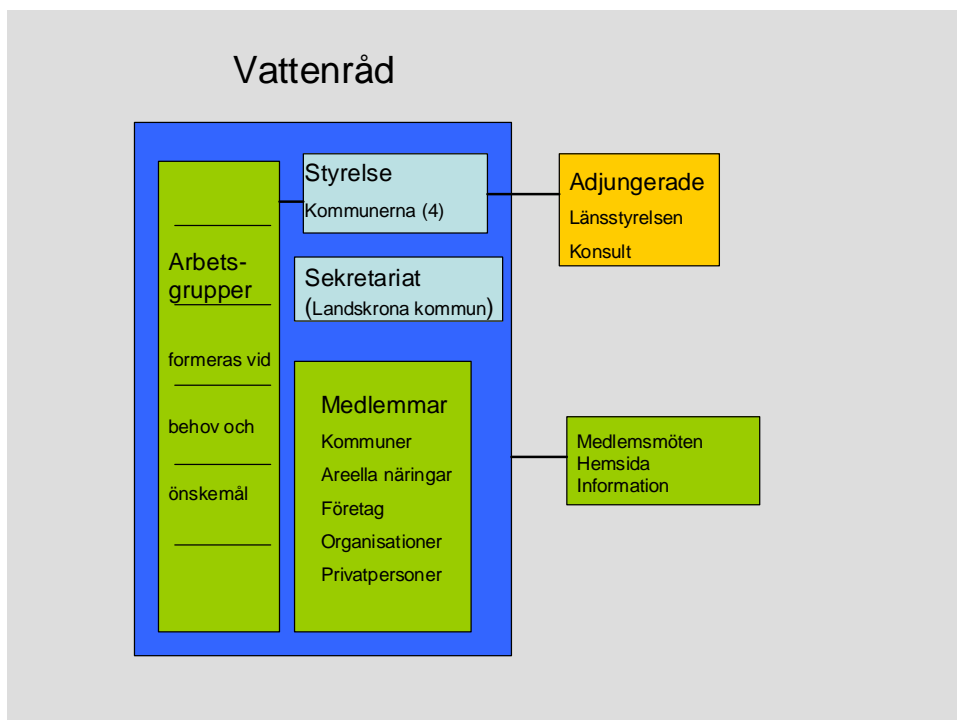 Vattenråd
Styrelse
Kommunerna (4)
Adjungerade
Länsstyrelsen
Konsult
Arbets-
grupper
formeras vid
behov och
önskemål
Sekretariat
(Landskrona kommun)
Medlemmar
Kommuner
Areella näringar
Företag
Organisationer
Privatpersoner
Medlemsmöten
Hemsida
Information